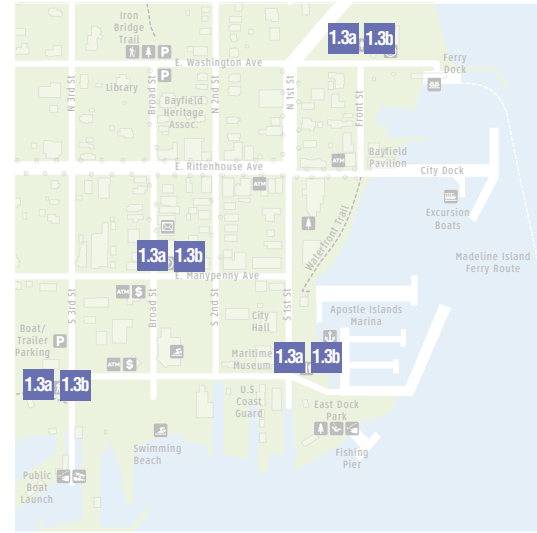 Iron
Bridge
Trail
P
1.3a 1.3b
E. Washington Ave
Ferry
Dock
P
N 3rd St
Library
Broad St
Bayfield
Heritage
Assoc.
N 2nd St
N 1st St
Front St
E. Rittenhouse Ave
ATM
Bayfield
Pavilion
City Dock
ATM
Excursion
Boats
Waterfront Trail
1.3a 1.3b
Madeline Island
Ferry Route
E. Manypenny Ave
ATM $
S 3rd St
Broad St
S 2nd St
S 1st St
City
Hall
Apostle Islands
Marina
Boat/
Trailer
Parking
P
ATM $
Maritime
Museum
1.3a 1.3b
1.3a 1.3b
U.S.
Coast
Guard
East Dock
Park
Swimming
Beach
Fishing
Pier
Public
Boat
Launch